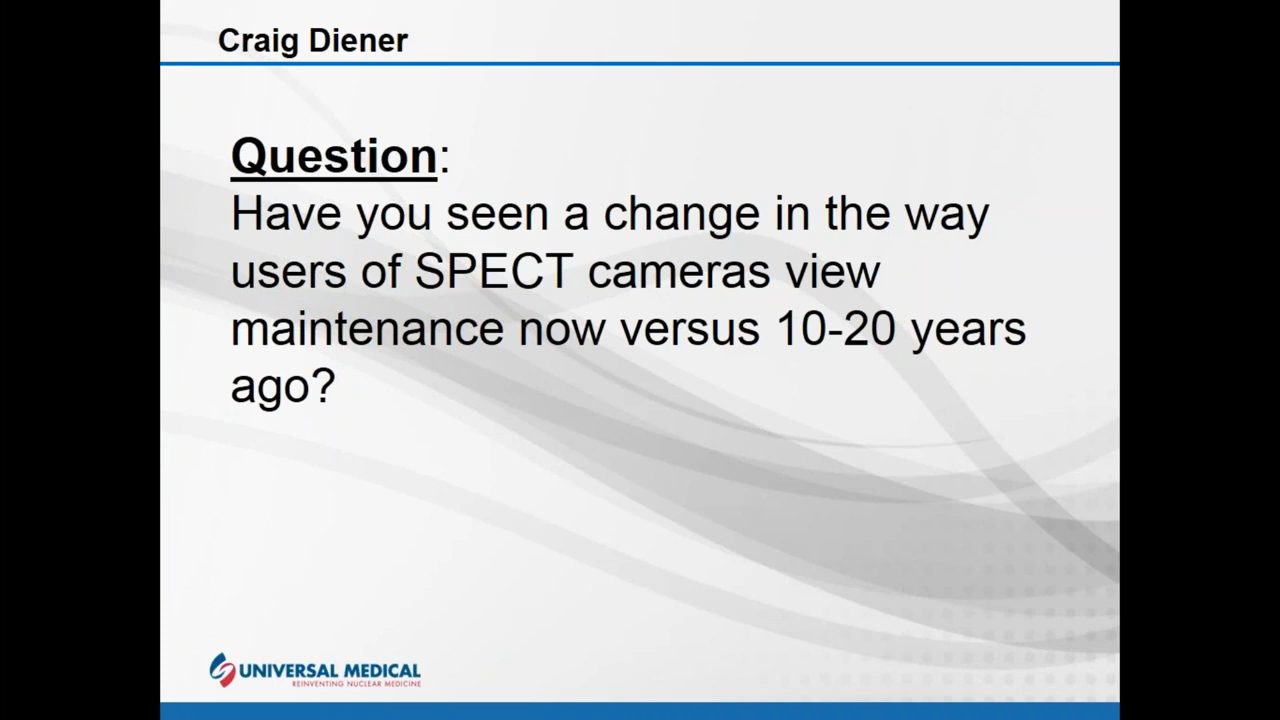 Craig Diener
Question:
Have you seen a change in the way
users of SPECT cameras view
maintenance now versus 10-20 years
ago?
UNIVERSAL MEDICAL
REINVENTING NUCLEAR MEDICINE